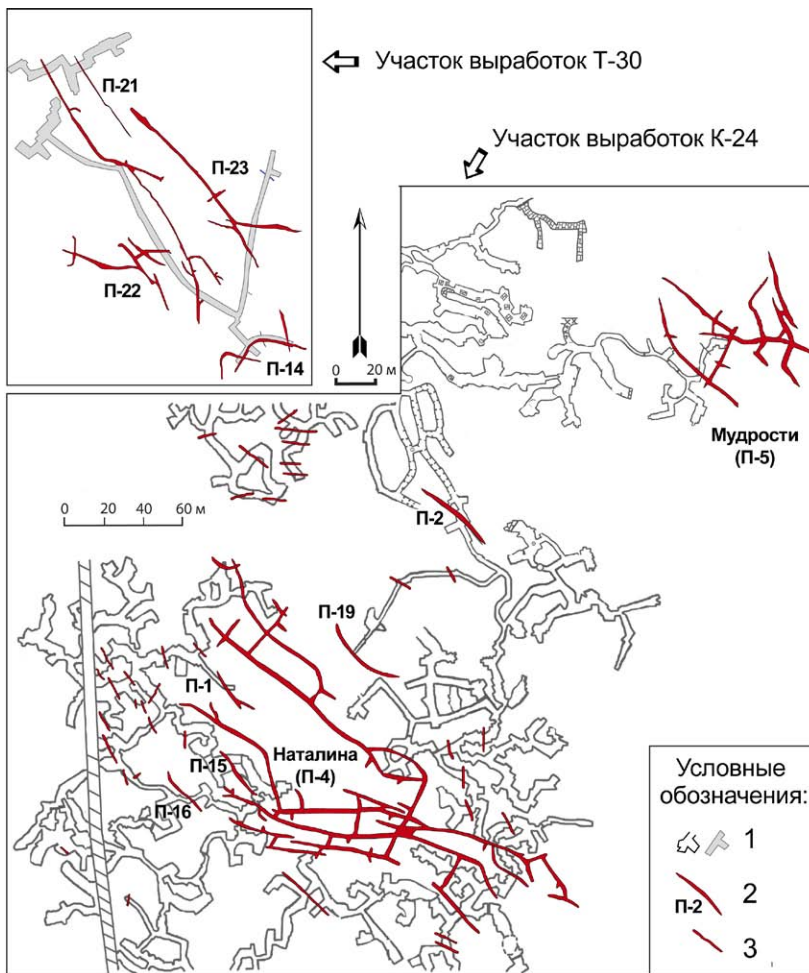 Участок выработок Т-30
П-21
Участок выработок К-24
П-23
П-22
П-14
0 20 м
Мудрости
(П-5)
П-2
0 20 40 60 м
П-19
П-1
Наталина
(П-4)
П-15
П-16
Условные
обозначения:
1
П-2 2
3